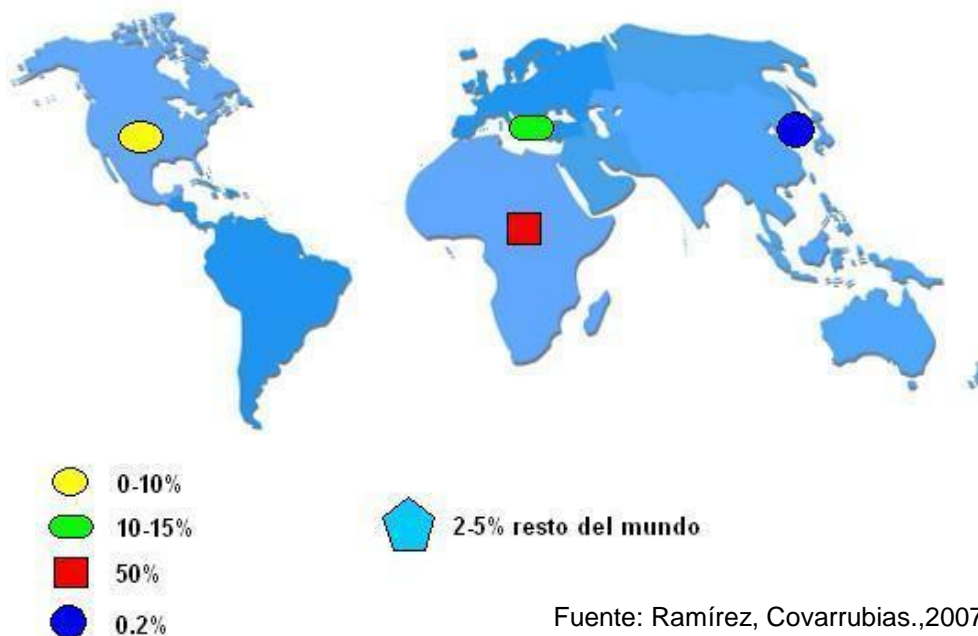 0-10%
10-15%
2-5% resto del mundo
50%
0.2%
Fuente: Ramírez, Covarrubias.,2007